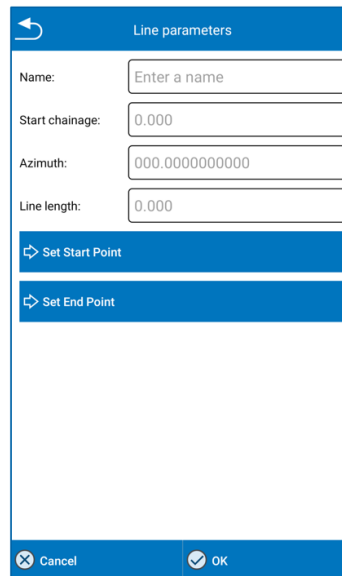 Line parameters
Name: Enter a name
Start chainage: 0.000
Azimuth: 000.0000000000
Line length: 0.000
Set Start Point
Set End Point
Cancel OK